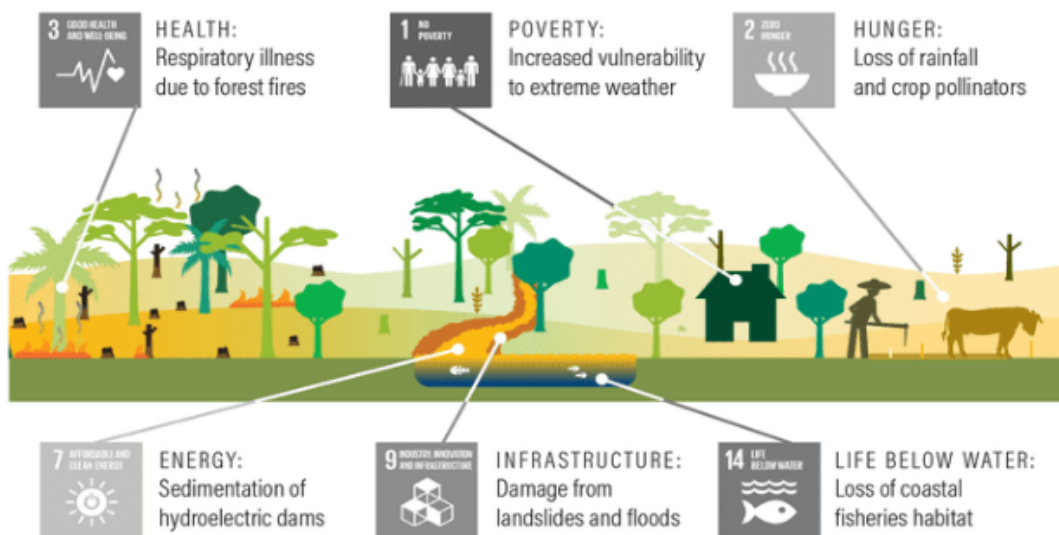 3 GOOD HEALTH
AND WELL-BEING
HEALTH:
Respiratory illness
due to forest fires
1 NO
POVERTY
POVERTY:
Increased vulnerability
to extreme weather
2 ZERO
HUNGER
HUNGER:
Loss of rainfall
and crop pollinators
7 AFFORDABLE AND
CLEAN ENERGY
ENERGY:
Sedimentation of
hydroelectric dams
9 INDUSTRY, INNOVATION
AND INFRASTRUCTURE
INFRASTRUCTURE:
Damage from
landslides and floods
14 LIFE
BELOW WATER
LIFE BELOW WATER:
Loss of coastal
fisheries habitat